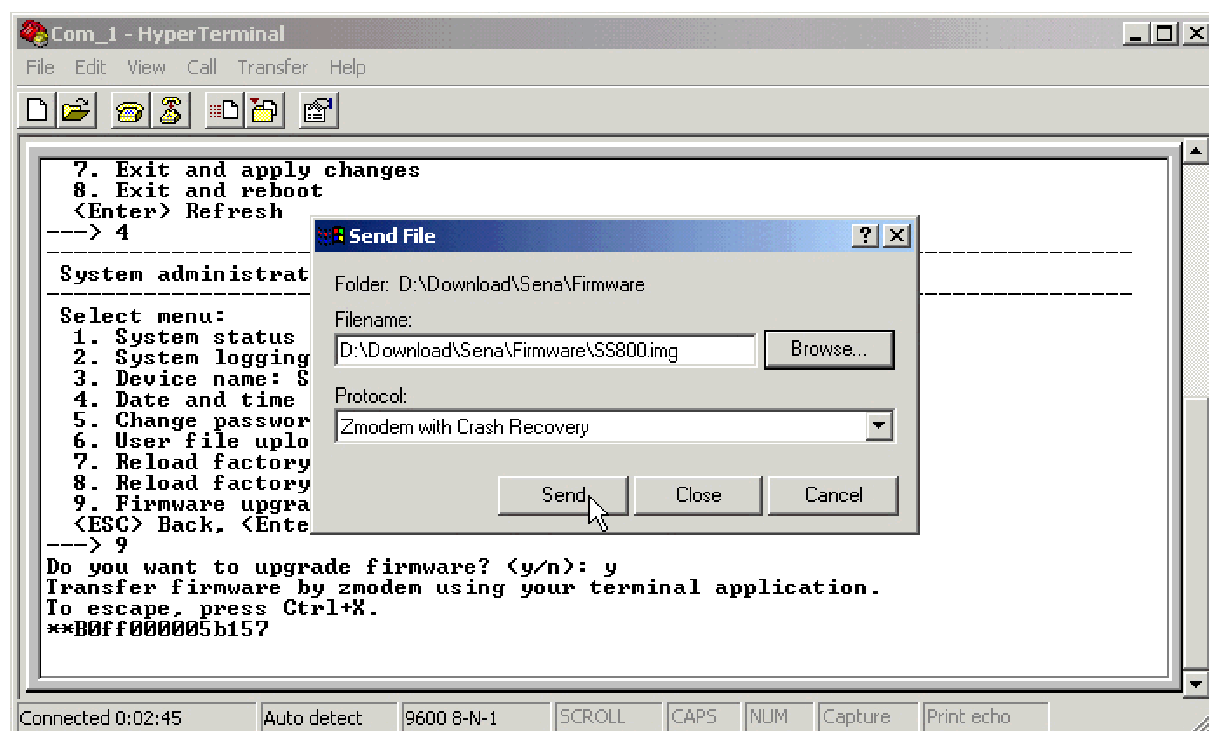 Com_1 - HyperTerminal
File Edit View Call Transfer Help
7. Exit and apply changes
8. Exit and reboot
<Enter> Refresh
---> 4
System administrat
Select menu:
1. System status
2. System logging
3. Device name: S
4. Date and time
5. Change passwor
6. User file uplo
7. Reload factory
8. Reload factory
9. Firmware upgra
<ESC> Back, <Ente
---> 9
Do you want to upgrade firmware? (y/n): y
Transfer firmware by zmodem using your terminal application.
To escape, press Ctrl+X.
**B0ff000005b157
Send File
Folder: D:\Download\Sena\Firmware
Filename:
D:\Download\Sena\Firmware\SS800.img
Browse...
Protocol:
Zmodem with Crash Recovery
Send Close Cancel
Connected 0:02:45 Auto detect 9600 8-N-1 SCROLL CAPS NUM Capture Print echo